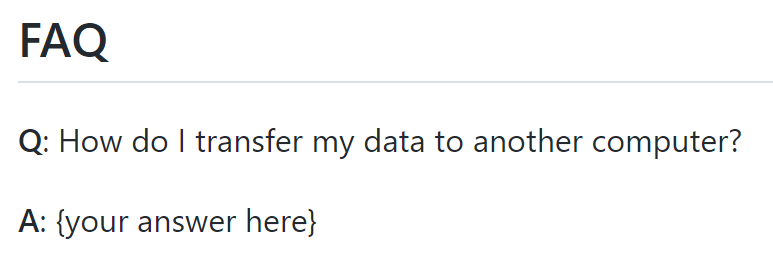 FAQ
Q: How do I transfer my data to another computer?
A: {your answer here}